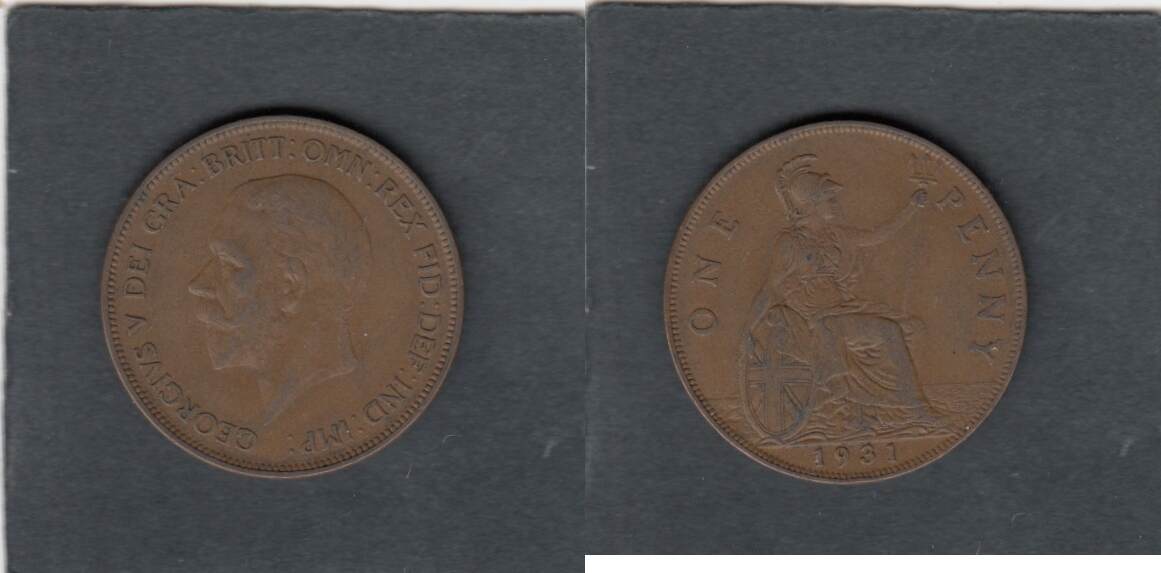 GEORGIVS V DEI GRA: BRITT: OMN: REX FID: DEF: IND: IMP:
ONE PENNY
1931